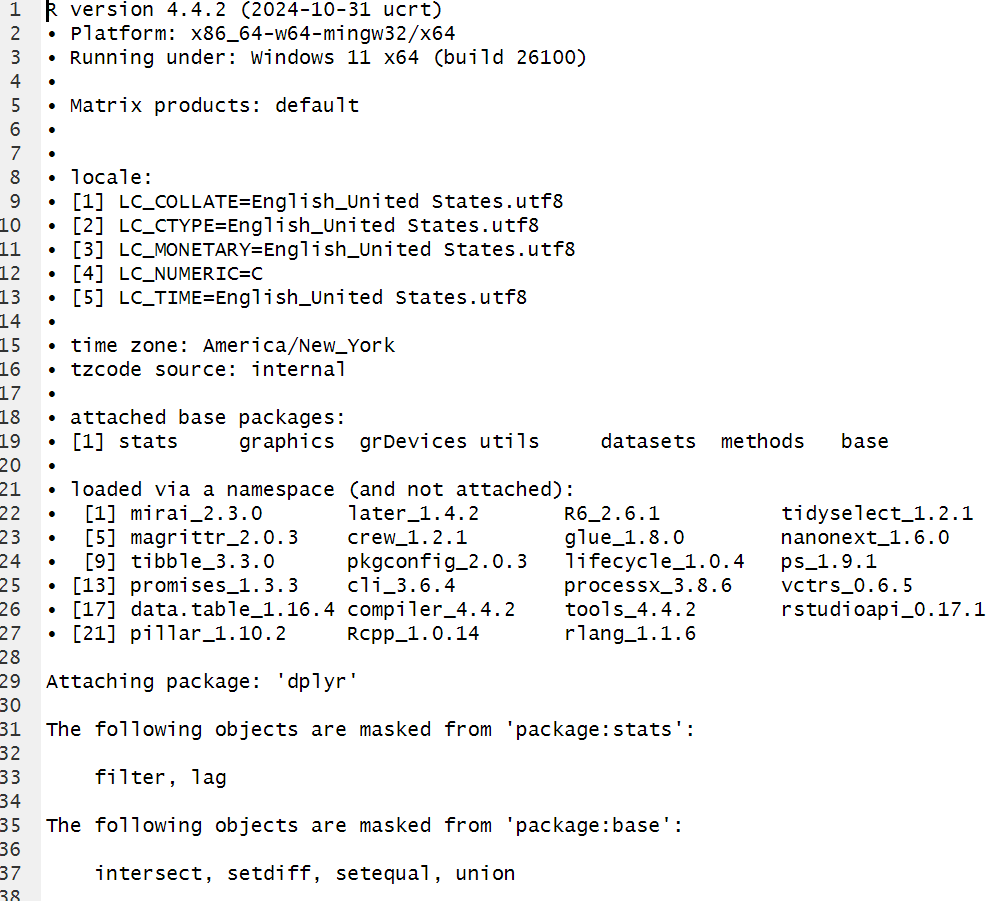 1 R version 4.4.2 (2024-10-31 ucrt)
2 • Platform: x86_64-w64-mingw32/x64
3 • Running under: Windows 11 x64 (build 26100)
4 •
5 • Matrix products: default
6 •
7 •
8 • locale:
9 • [1] LC_COLLATE=English_United States.utf8
10 • [2] LC_CTYPE=English_United States.utf8
11 • [3] LC_MONETARY=English_United States.utf8
12 • [4] LC_NUMERIC=C
13 • [5] LC_TIME=English_United States.utf8
14 •
15 • time zone: America/New_York
16 • tzcode source: internal
17 •
18 • attached base packages:
19 • [1] stats     graphics  grDevices utils     datasets  methods   base
20 •
21 • loaded via a namespace (and not attached):
22 •  [1] mirai_2.3.0       later_1.4.2       R6_2.6.1          tidyselect_1.2.1
23 •  [5] magrittr_2.0.3    crew_1.2.1        glue_1.8.0        nanonext_1.6.0
24 •  [9] tibble_3.3.0      pkgconfig_2.0.3   lifecycle_1.0.4   ps_1.9.1
25 • [13] promises_1.3.3    cli_3.6.4         processx_3.8.6    vctrs_0.6.5
26 • [17] data.table_1.16.4 compiler_4.4.2    tools_4.4.2       rstudioapi_0.17.1
27 • [21] pillar_1.10.2     Rcpp_1.0.14       rlang_1.1.6
28
29 Attaching package: 'dplyr'
30
31 The following objects are masked from 'package:stats':
32
33     filter, lag
34
35 The following objects are masked from 'package:base':
36
37     intersect, setdiff, setequal, union
38